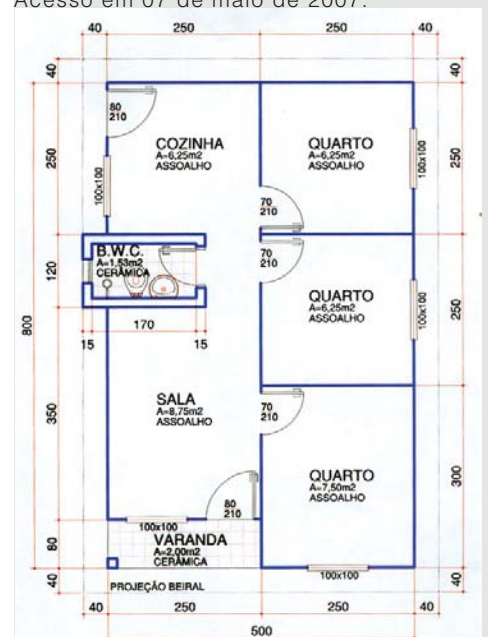 Acesso em 07 de maio de 2007.
40 250 250 40
40 40
80
210
COZINHA
A=6,25m2
ASSOALHO
QUARTO
A=6,25m2
ASSOALHO
250 100x100 100x100 250
70
210
B.W.C.
A=1,53m2
CERÂMICA
70
210
120
QUARTO
A=6,25m2
ASSOALHO
100x100 250
800
15 170 15
SALA
A=8,75m2
ASSOALHO
70
210
350
QUARTO
A=7,50m2
ASSOALHO
300
80
210
100x100
VARANDA
A=2,00m2
CERÂMICA
80
100x100
40 PROJEÇÃO BEIRAL 40
40 250 250 40
500